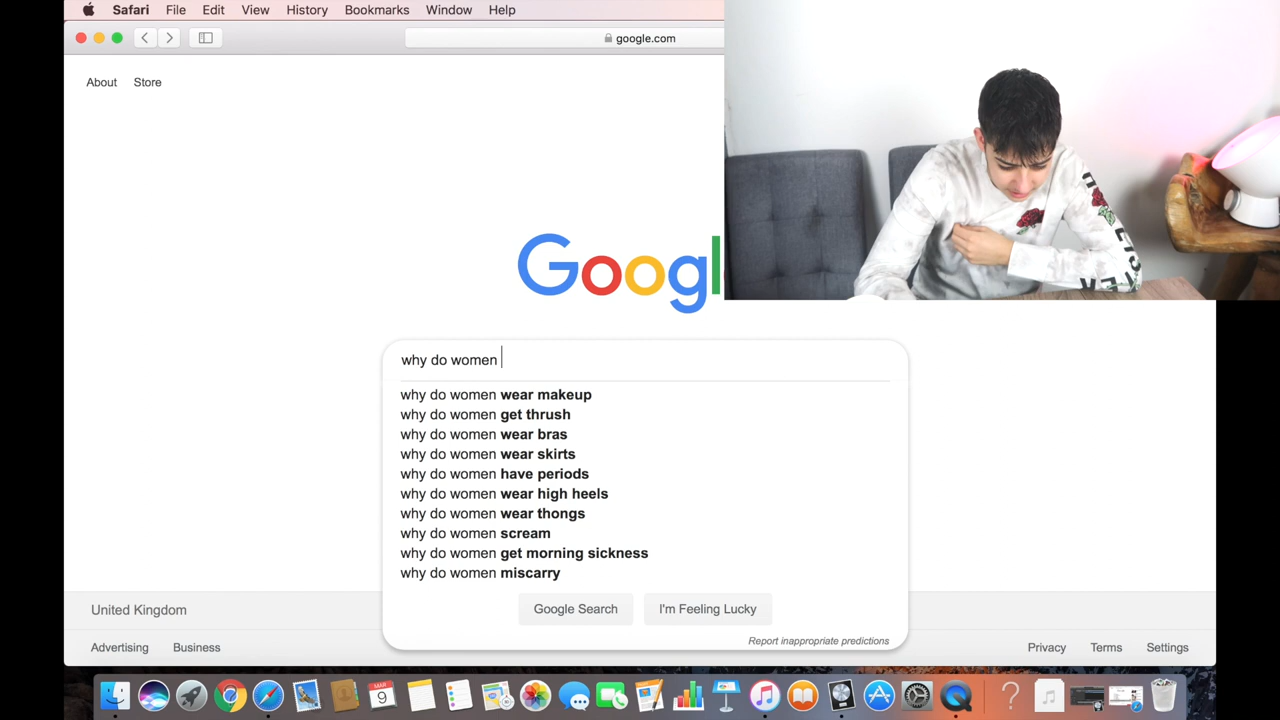 Safari File Edit View History Bookmarks Window Help
google.com
About Store
Googl
why do women
why do women wear makeup
why do women get thrush
why do women wear bras
why do women wear skirts
why do women have periods
why do women wear high heels
why do women wear thongs
why do women scream
why do women get morning sickness
why do women miscarry
Google Search I'm Feeling Lucky
Report inappropriate predictions
United Kingdom
Advertising Business Privacy Terms Settings
MAR
9